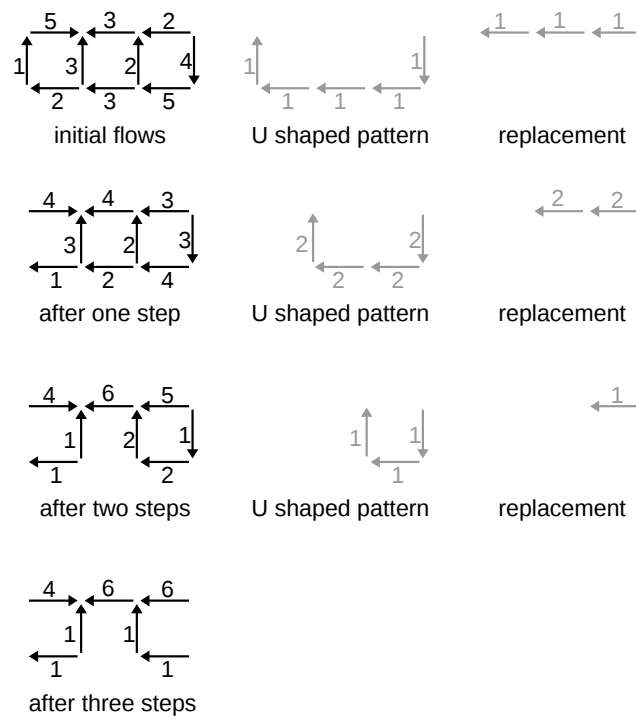 5 3 2 1 1 1
1 3 2 4 1 1
2 3 5 1 1 1
initial flows U shaped pattern replacement
4 4 3 2 2
3 2 3 2 2
1 2 4 2 2
after one step U shaped pattern replacement
4 6 5 1
1 2 1 1 1
1 2 1
after two steps U shaped pattern replacement
4 6 6
1 1
1 1
after three steps